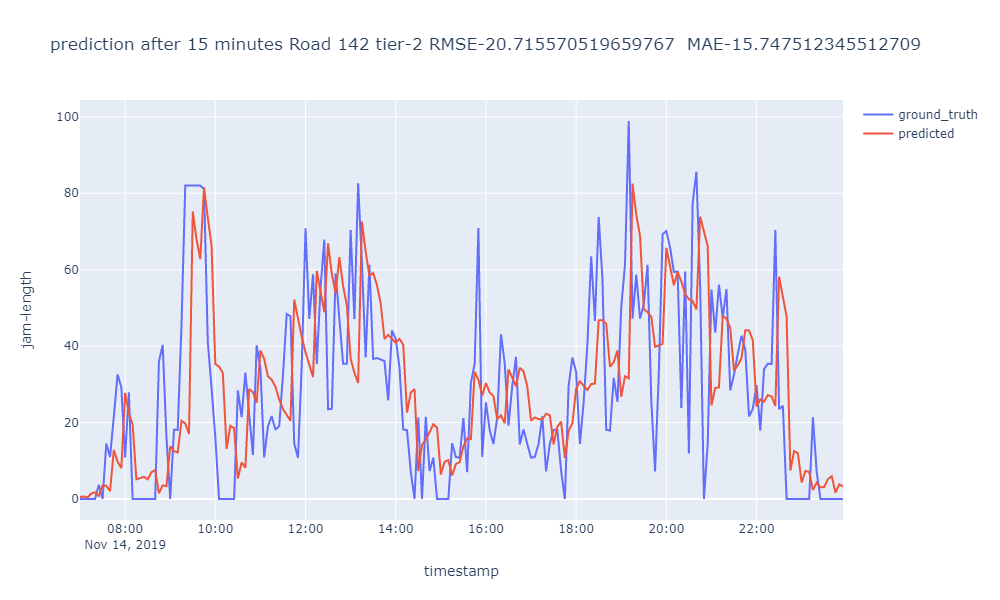 prediction after 15 minutes Road 142 tier-2 RMSE-20.715570519659767  MAE-15.747512345512709
ground_truth
predicted
100
80
60
40
20
0
jam-length
08:00 10:00 12:00 14:00 16:00 18:00 20:00 22:00
Nov 14, 2019
timestamp